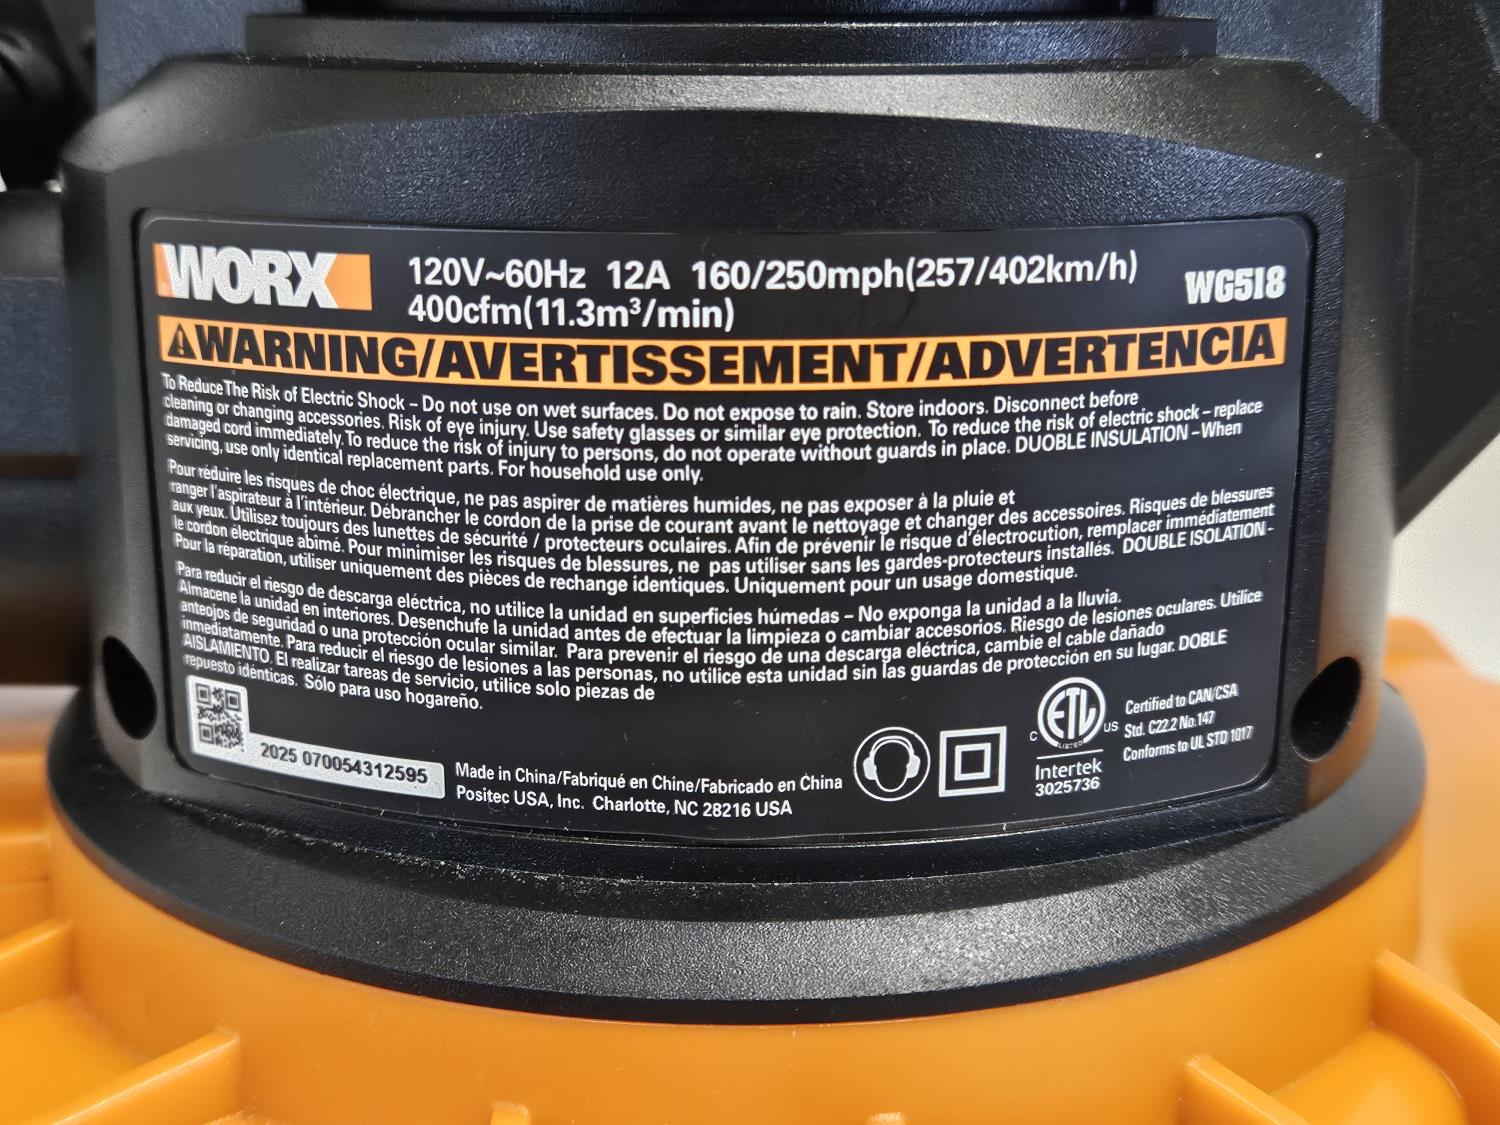 WORX
120V~60Hz 12A 160/250mph(257/402km/h)
400cfm(11.3m³/min)
WG518
WARNING/AVERTISSEMENT/ADVERTENCIA
To Reduce The Risk of Electric Shock – Do not use on wet surfaces. Do not expose to rain. Store indoors. Disconnect before
cleaning or changing accessories. Risk of eye injury. Use safety glasses or similar eye protection. To reduce the risk of electric shock – replace
damaged cord immediately. To reduce the risk of injury to persons, do not operate without guards in place. DUOBLE INSULATION –When
servicing, use only identical replacement parts. For household use only.
Pour réduire les risques de choc électrique, ne pas aspirer de matières humides, ne pas exposer à la pluie et
ranger l'aspirateur à l'intérieur. Débrancher le cordon de la prise de courant avant le nettoyage et changer des accessoires. Risques de blessures
aux yeux. Utilisez toujours des lunettes de sécurité / protecteurs oculaires. Afin de prévenir le risque d'électrocution, remplacer immédiatement
le cordon électrique abîmé. Pour minimiser les risques de blessures, ne pas utiliser sans les gardes-protecteurs installés. DOUBLE ISOLATION-
Pour la réparation, utiliser uniquement des pièces de rechange identiques. Uniquement pour un usage domestique.
Para reducir el riesgo de descarga eléctrica, no utilice la unidad en superficies húmedas – No exponga la unidad a la lluvia.
Almacene la unidad en interiores. Desenchufe la unidad antes de efectuar la limpieza o cambiar accesorios. Riesgo de lesiones oculares. Utilice
anteojos de seguridad o una protección ocular similar. Para prevenir el riesgo de una descarga eléctrica, cambie el cable dañado
inmediatamente. Para reducir el riesgo de lesiones a las personas, no utilice esta unidad sin las guardas de protección en su lugar. DOBLE
AISLAMIENTO. El realizar tareas de servicio, utilice solo piezas de
repuesto idénticas. Sólo para uso hogareño.
2025 070054312595
Made in China/Fabriqué en Chine/Fabricado en China
Positec USA, Inc. Charlotte, NC 28216 USA
ETL
LISTED
C US
Intertek
3025736
Certified to CAN/CSA
Std. C22.2 No.147
Conforms to UL STD 1017